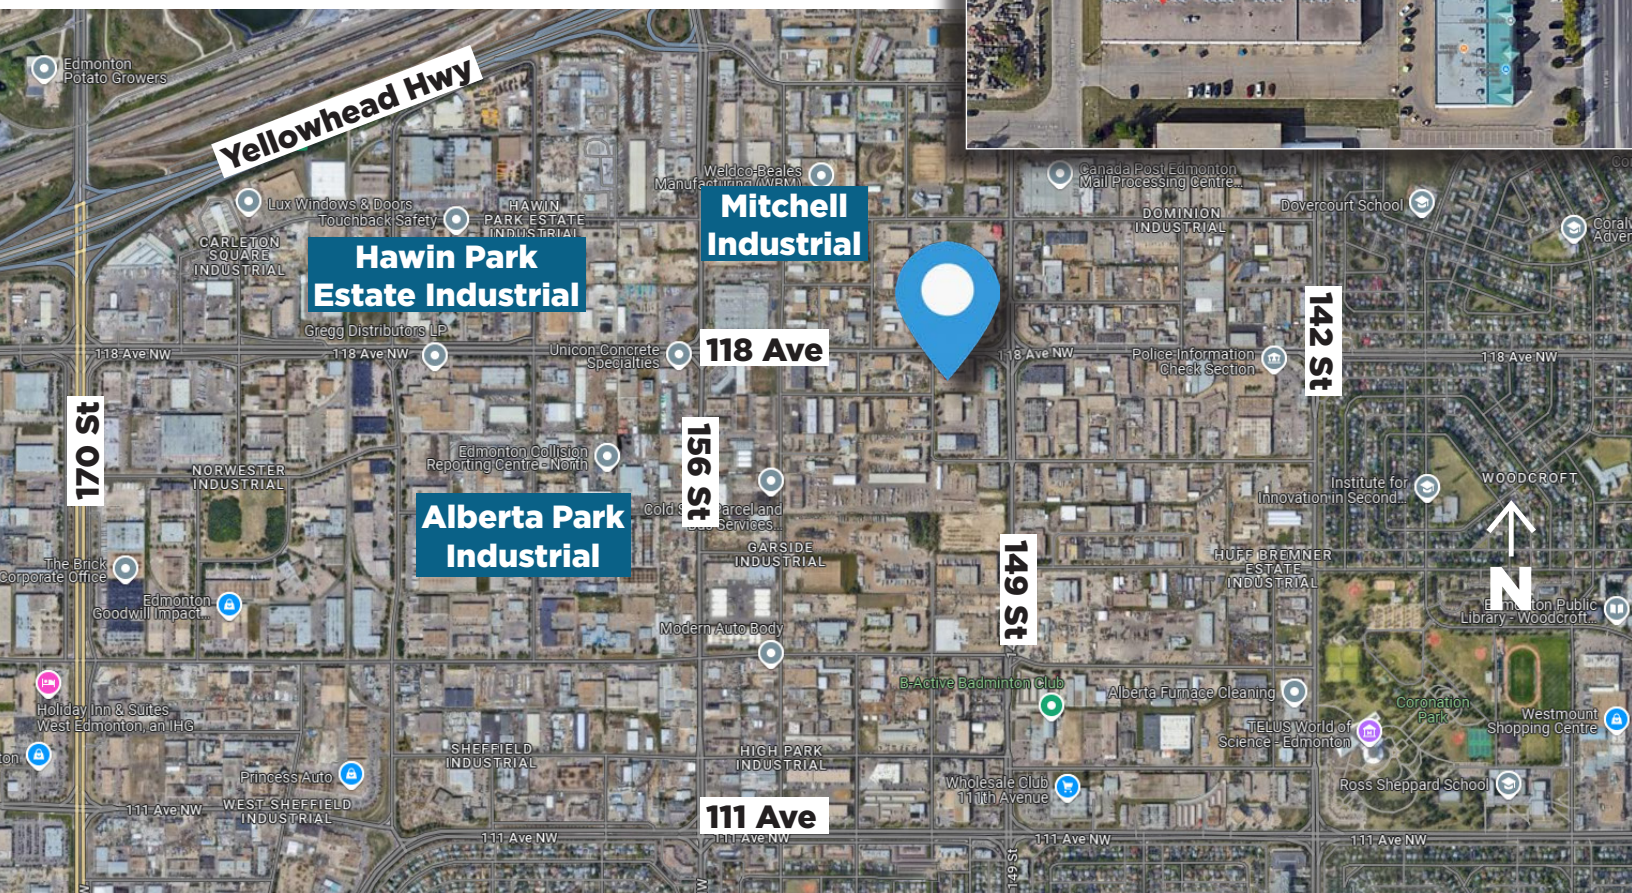 Edmonton
Potato Growers
Yellowhead Hwy
Weldco-Beales
Manufacturing (WBM)
Canada Post Edmonton
Mail Processing Centre...
Lux Windows & Doors
Touchback Safety
HAWIN
PARK ESTATE
INDUSTRIAL
Mitchell
Industrial
DOMINION
INDUSTRIAL
Dovercourt School
CARLETON
SQUARE
INDUSTRIAL
Hawin Park
Estate Industrial
Gregg Distributors LP
118 Ave NW
118 Ave NW
Unicon Concrete
Specialties
118 Ave
118 Ave NW
Police Information
Check Section
142 St
118 Ave NW
170 St
156 St
Edmonton Collision
Reporting Centre - North
NORWESTER
INDUSTRIAL
Institute for
Innovation in Second...
WOODCROFT
Alberta Park
Industrial
Cold Parcel and
Services...
GARSIDE
INDUSTRIAL
149 St
HUFF BREMNER
ESTATE
INDUSTRIAL
N
The Brick
Corporate Office
Edmonton
Goodwill Impact...
Edmonton Public
Library - Woodcroft...
Modern Auto Body
B-Active Badminton Club
Alberta Furnace Cleaning
Coronation
Park
Holiday Inn & Suites
West Edmonton, an IHG
TELUS World of
Science - Edmonton
Westmount
Shopping Centre
SHEFFIELD
INDUSTRIAL
HIGH PARK
INDUSTRIAL
Princess Auto
Wholesale Club
111th Avenue
Ross Sheppard School
111 Ave NW
WEST SHEFFIELD
INDUSTRIAL
111 Ave
111 Ave NW
111 Ave NW
111 Ave NW
111 Ave NW
149 St